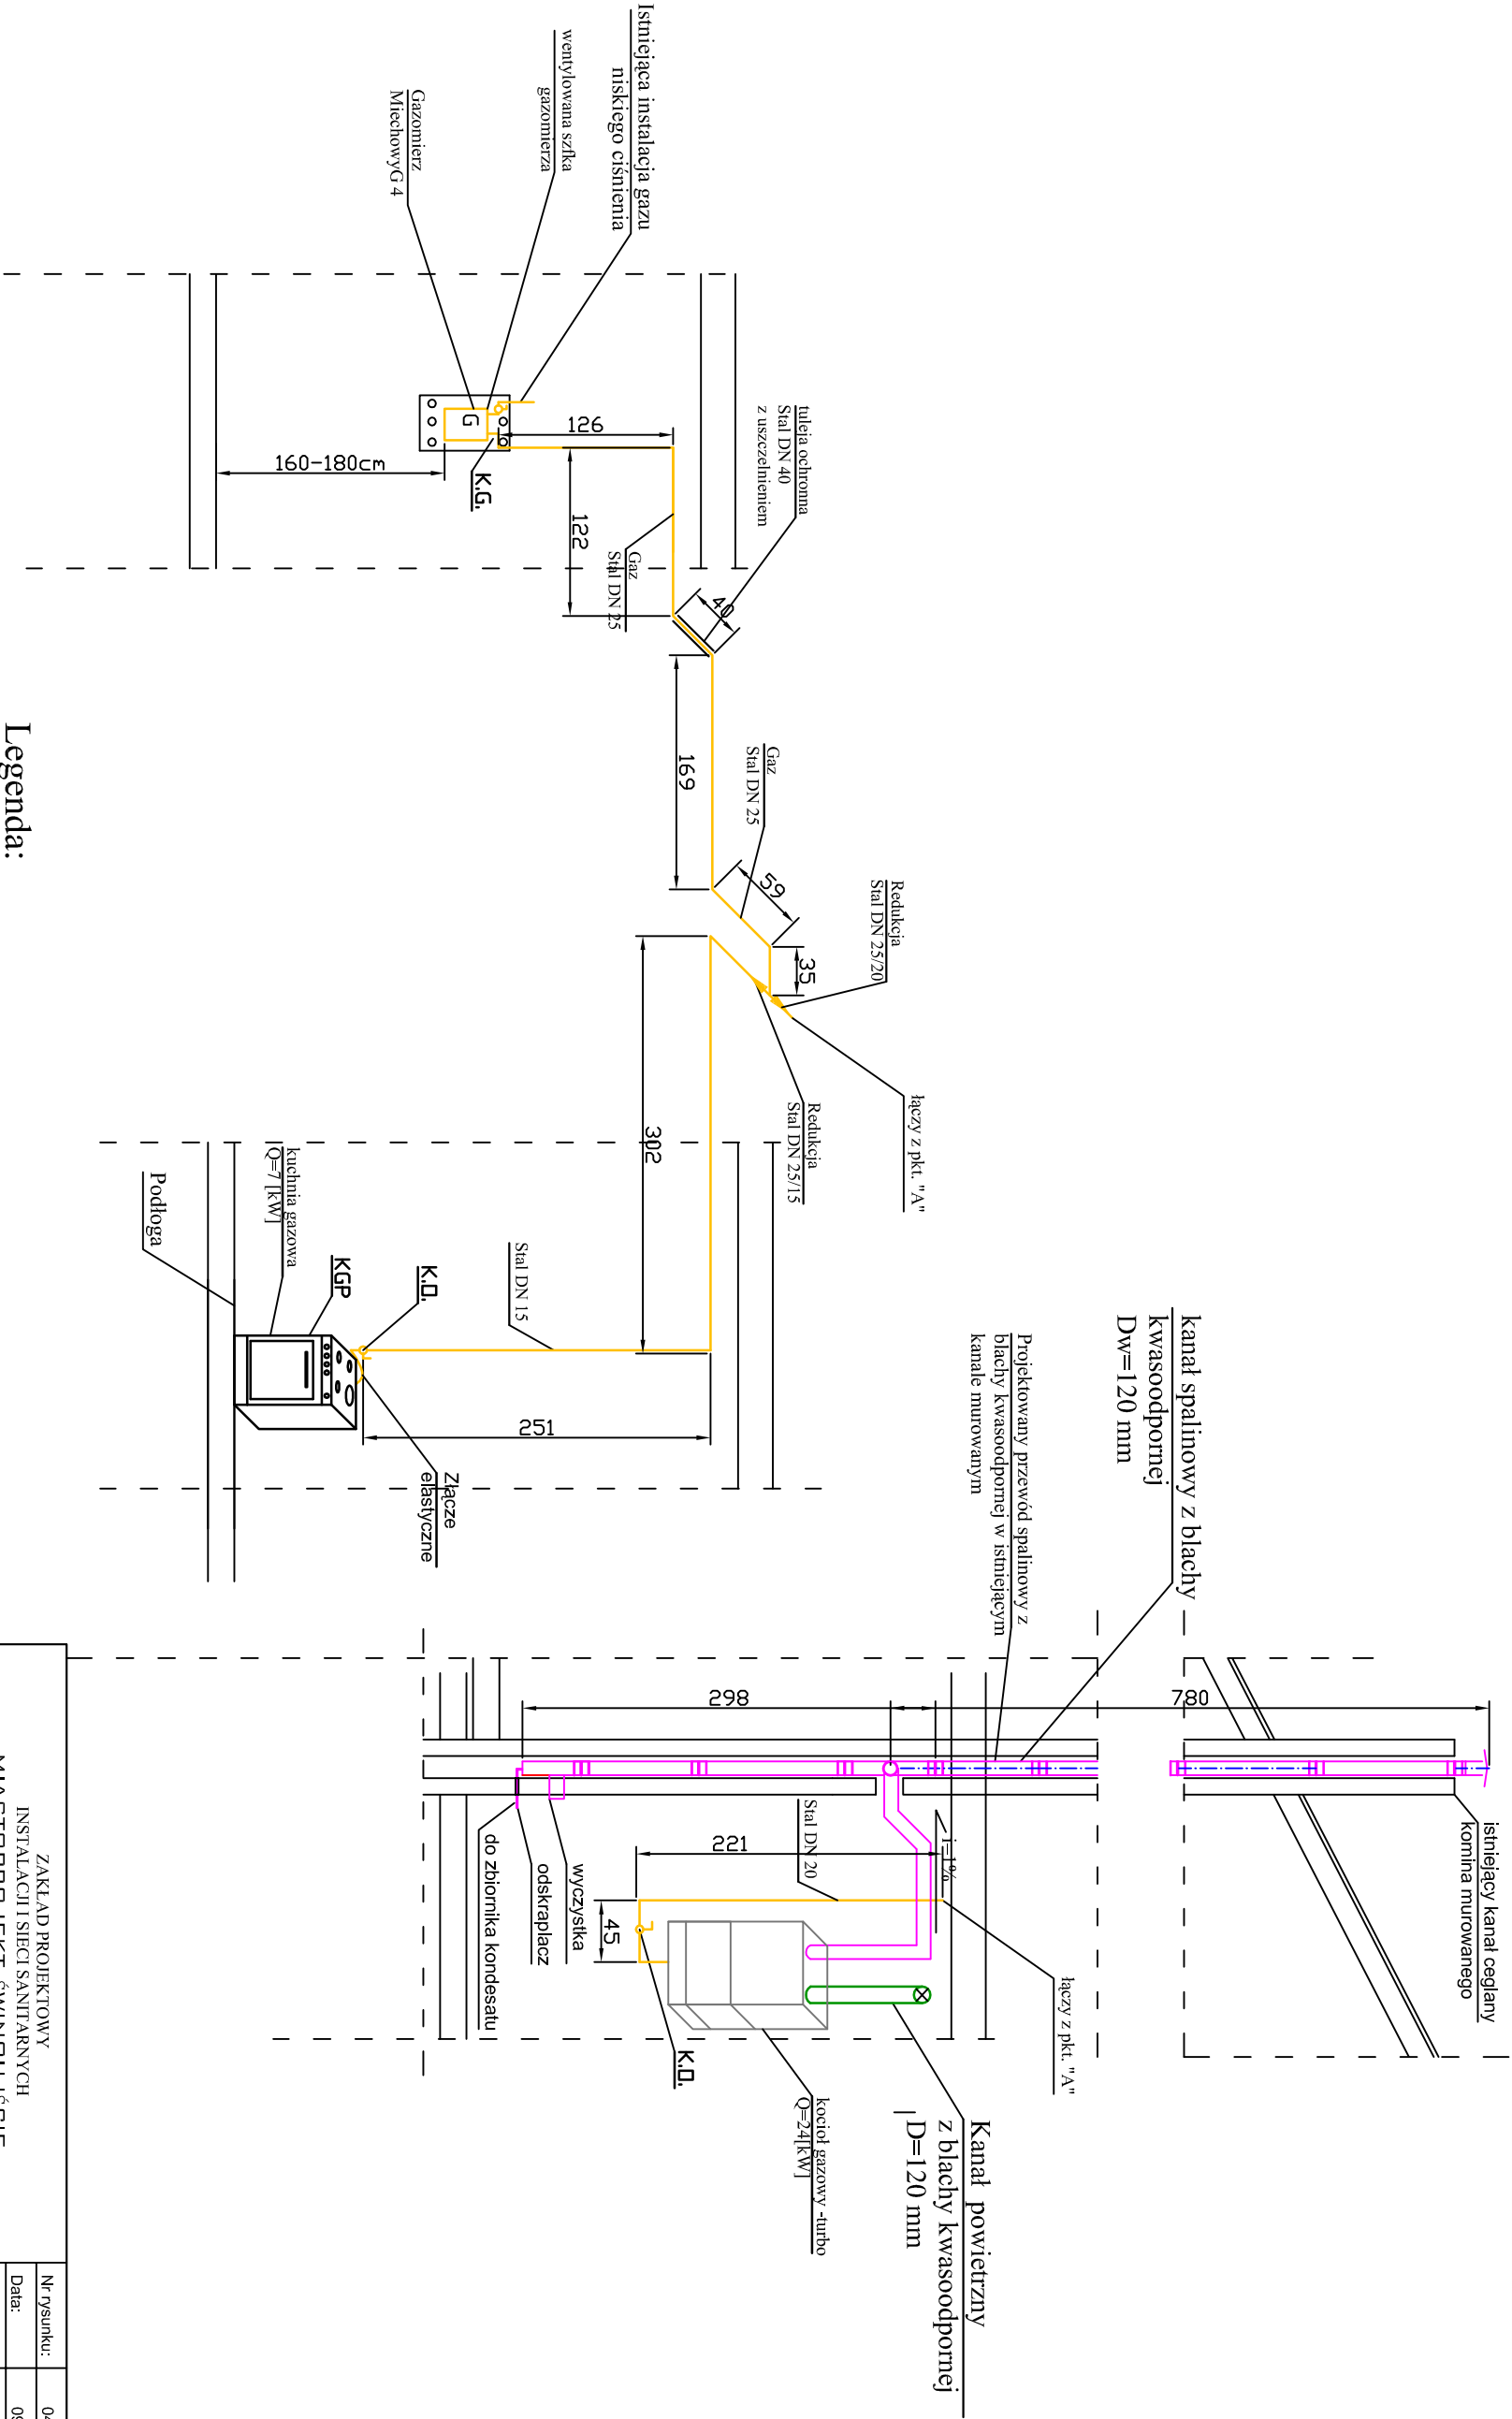 Istniejąca instalacja gazu
niskiego ciśnienia
wentylowana szfka
gazomierza
Gazomierz
MiechowyG 4
G
K.G.
160-180cm
126
122
Gaz
Stal DN 25
tuleja ochronna
Stal DN 40
z uszczelnieniem
40
169
Gaz
Stal DN 25
59
35
Redukcja
Stal DN 25/20
łączy z pkt. "A"
Redukcja
Stal DN 25/15
302
Stal DN 15
251
K.O.
KGP
kuchnia gazowa
Q=7 [kW]
Podłoga
Złącze
elastyczne
kanał spalinowy z blachy
kwasoodpornej
Dw=120 mm
Projektowany przewód spalinowy z
blachy kwasoodpornej w istniejącym
kanale murowanym
780
298
istniejący kanał ceglany
komina murowanego
i=1%
221
Stal DN 20
45
wyczystka
odskraplacz
do zbiornika kondesatu
łączy z pkt. "A"
K.O.
kocioł gazowy -turbo
Q=24[kW]
Kanał powietrzny
z blachy kwasoodpornej
D=120 mm
Legenda:
ZAKŁAD PROJEKTOWY
INSTALACJI I SIECI SANITARNYCH
Nr rysunku:
Data: